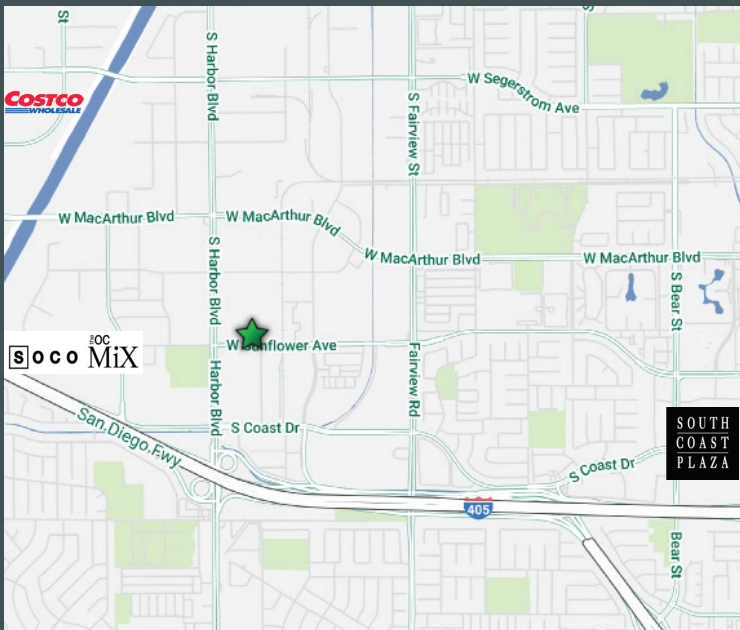 St
S Harbor Blvd
COSTCO
WHOLESALE
W Segerstrom Ave
S Fairview St
W MacArthur Blvd
W MacArthur Blvd
W MacArthur Blvd
W MacArthur Blvd
S Harbor Blvd
S Bear St
W Sunflower Ave
SOCO
THE OC
MiX
Harbor Blvd
Fairview Rd
S Coast Dr
San Diego Fwy
SOUTH
COAST
PLAZA
S Coast Dr
405
Bear St